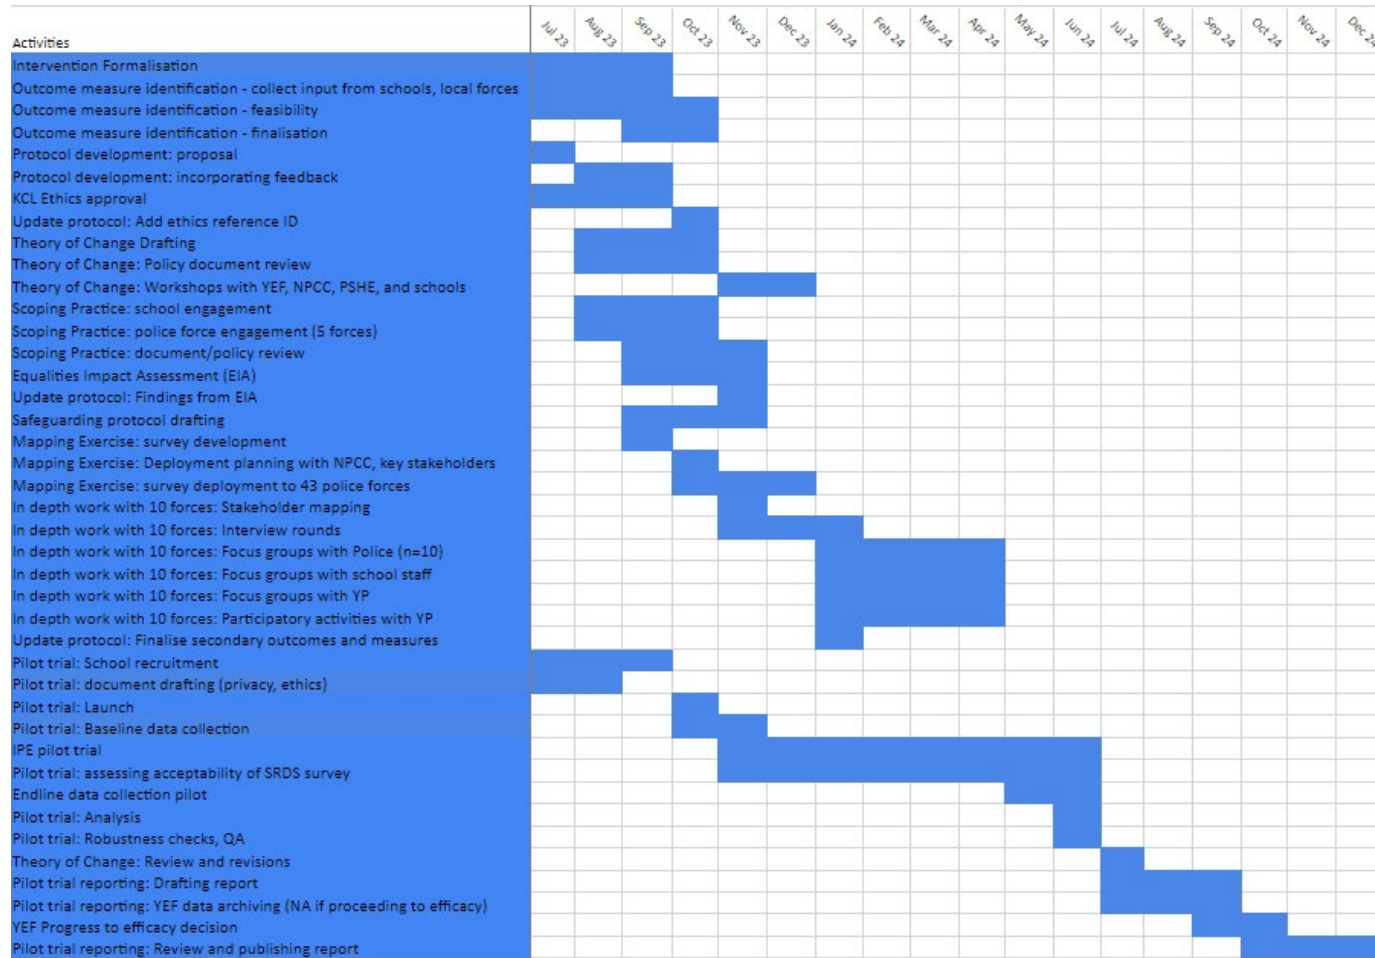 Jul 23 Aug 23 Sep 23 Oct 23 Nov 23 Dec 23 Jan 24 Feb 24 Mar 24 Apr 24 May 24 Jun 24 Jul 24 Aug 24 Sep 24 Oct 24 Nov 24 Dec 24
Activities
Intervention Formalisation
Outcome measure identification - collect input from schools, local forces
Outcome measure identification - feasibility
Outcome measure identification - finalisation
Protocol development: proposal
Protocol development: incorporating feedback
KCL Ethics approval
Update protocol: Add ethics reference ID
Theory of Change Drafting
Theory of Change: Policy document review
Theory of Change: Workshops with YEF, NPCC, PSHE, and schools
Scoping Practice: school engagement
Scoping Practice: police force engagement (5 forces)
Scoping Practice: document/policy review
Equalities Impact Assessment (EIA)
Update protocol: Findings from EIA
Safeguarding protocol drafting
Mapping Exercise: survey development
Mapping Exercise: Deployment planning with NPCC, key stakeholders
Mapping Exercise: survey deployment to 43 police forces
In depth work with 10 forces: Stakeholder mapping
In depth work with 10 forces: Interview rounds
In depth work with 10 forces: Focus groups with Police (n=10)
In depth work with 10 forces: Focus groups with school staff
In depth work with 10 forces: Focus groups with YP
In depth work with 10 forces: Participatory activities with YP
Update protocol: Finalise secondary outcomes and measures
Pilot trial: School recruitment
Pilot trial: document drafting (privacy, ethics)
Pilot trial: Launch
Pilot trial: Baseline data collection
IPE pilot trial
Pilot trial: assessing acceptability of SRDS survey
Endline data collection pilot
Pilot trial: Analysis
Pilot trial: Robustness checks, QA
Theory of Change: Review and revisions
Pilot trial reporting: Drafting report
Pilot trial reporting: YEF data archiving (NA if proceeding to efficacy)
YEF Progress to efficacy decision
Pilot trial reporting: Review and publishing report